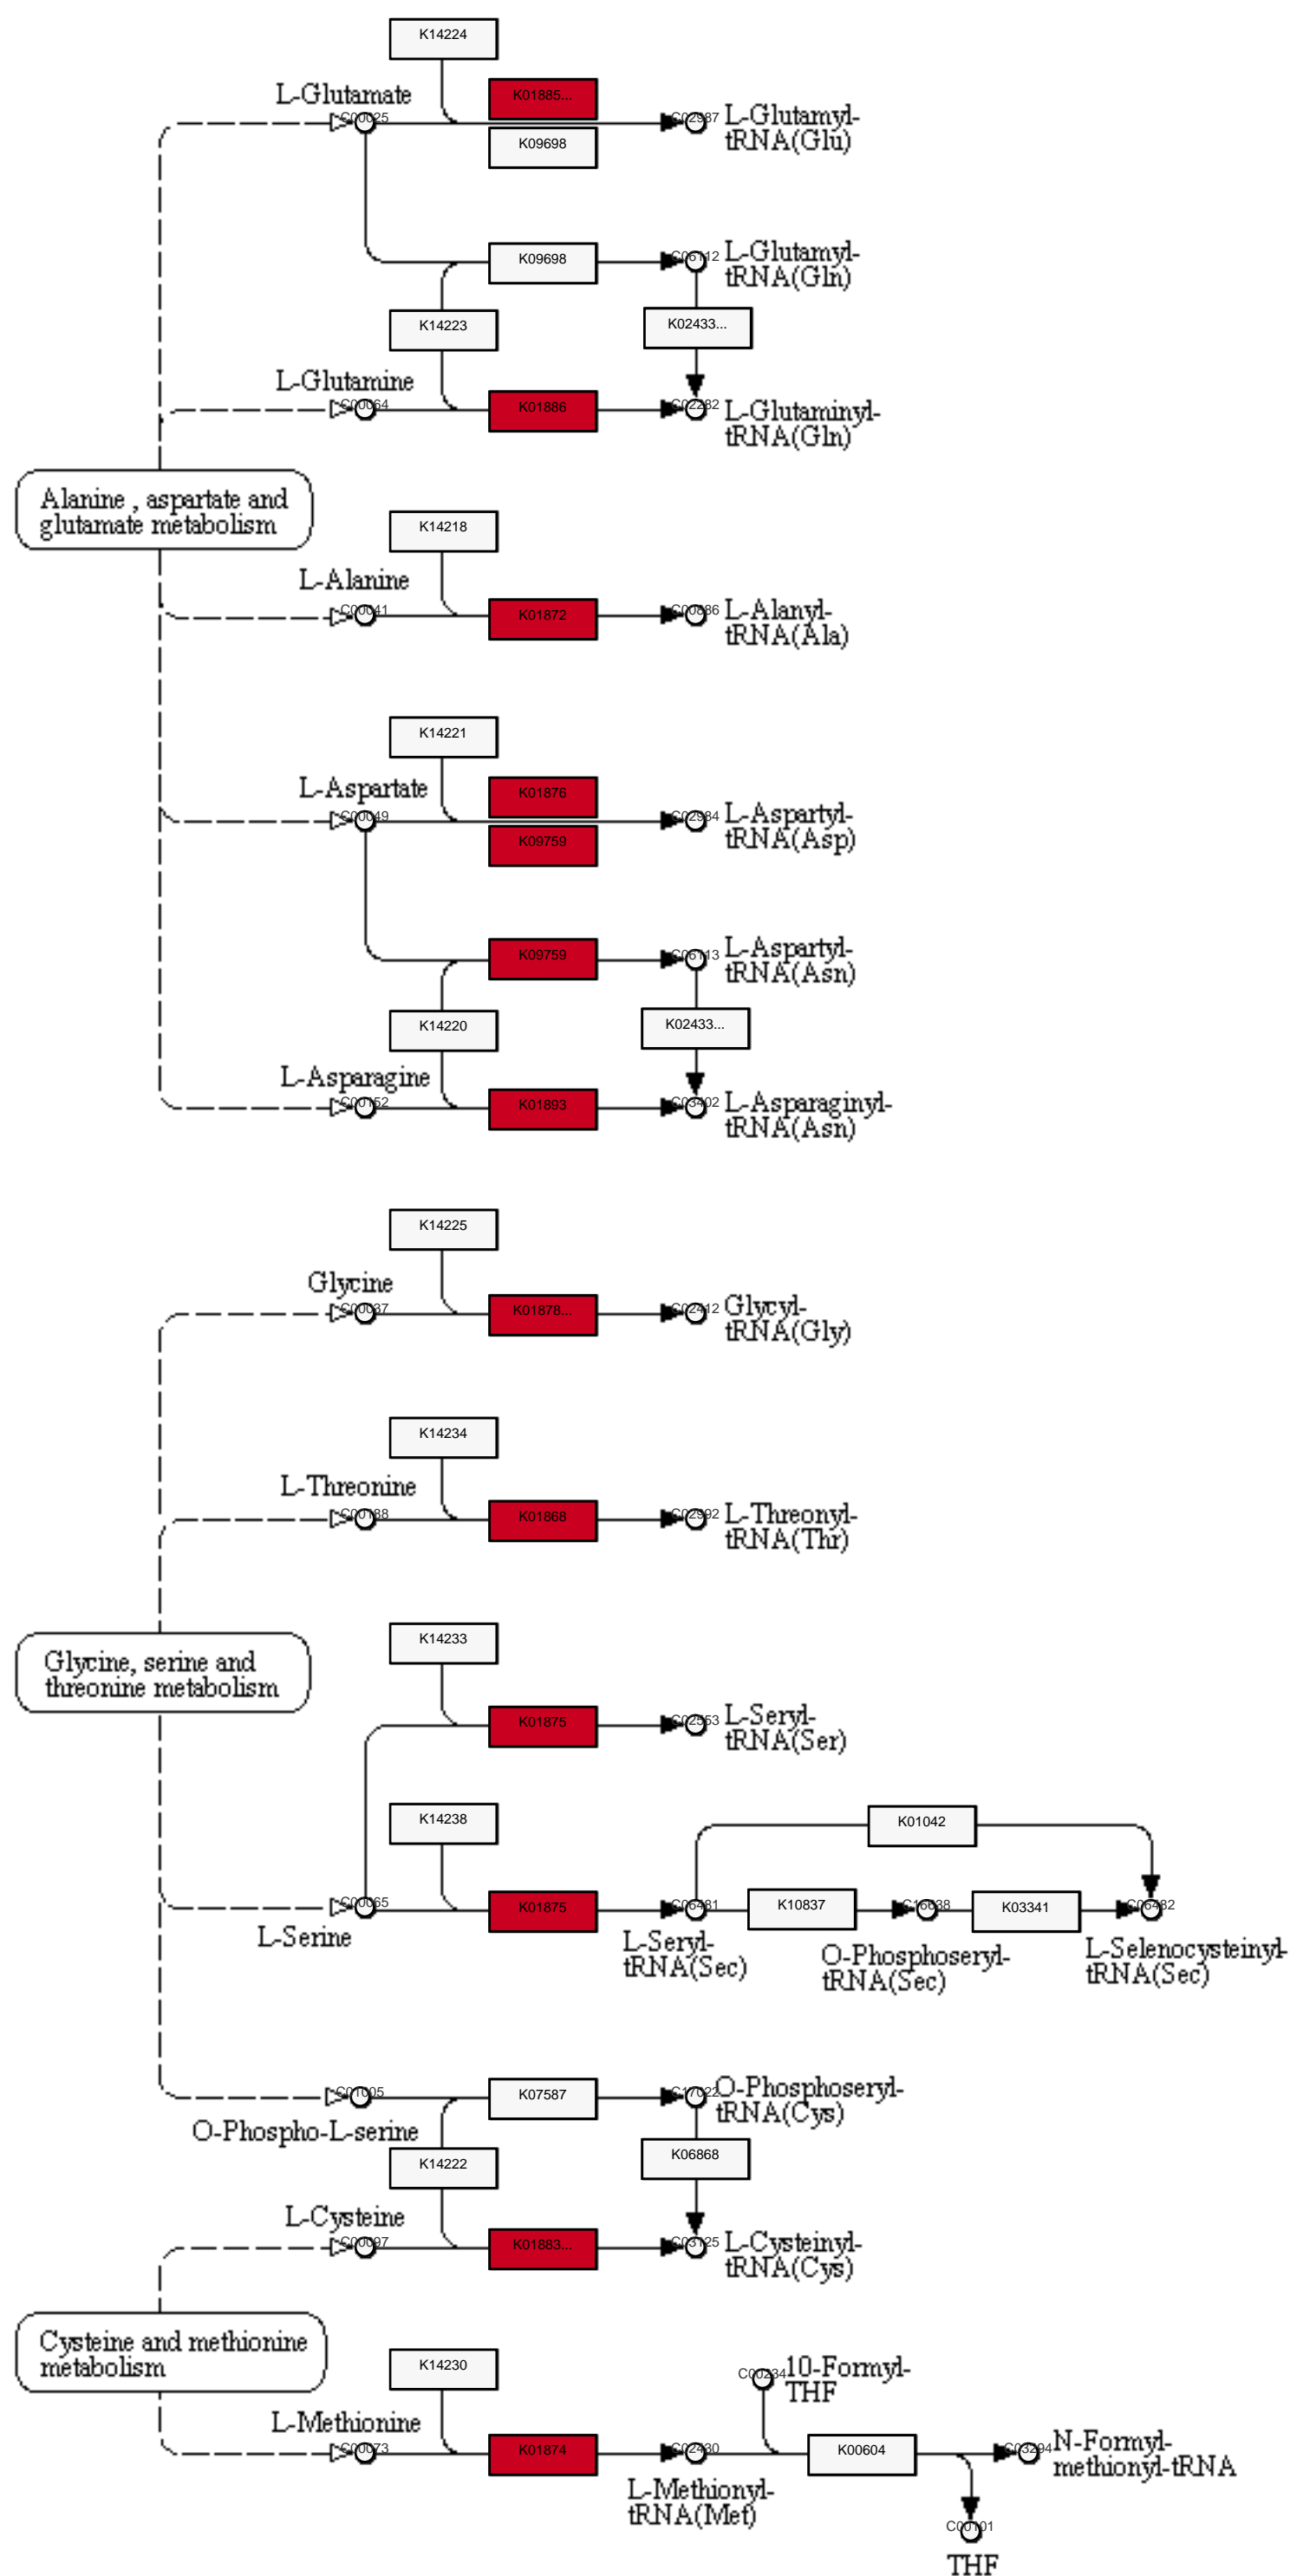 K14224
L-Glutamate
K01885...
C00025
C02987
L-Glutamyl-
tRNA(Glu)
K09698
K09698
C06112
L-Glutamyl-
tRNA(Gln)
K14223
K02433...
L-Glutamine
C00064
K01886
C02282
L-Glutaminyl-
tRNA(Gln)
Alanine , aspartate and
glutamate metabolism
K14218
L-Alanine
C00041
K01872
C00886
L-Alanyl-
tRNA(Ala)
K14221
L-Aspartate
K01876
C00049
C02984
L-Aspartyl-
tRNA(Asp)
K09759
K09759
C06113
L-Aspartyl-
tRNA(Asn)
K14220
K02433...
L-Asparagine
C00152
K01893
C03402
L-Asparaginyl-
tRNA(Asn)
K14225
Glycine
C00037
K01878...
C02412
Glycyl-
tRNA(Gly)
K14234
L-Threonine
C00188
K01868
C02992
L-Threonyl-
tRNA(Thr)
K14233
Glycine, serine and
threonine metabolism
K01875
C02553
L-Seryl-
tRNA(Ser)
K14238
K01042
C00065
L-Serine
K01875
C06481
L-Seryl-
tRNA(Sec)
K10837
C16638
O-Phosphoseryl-
tRNA(Sec)
K03341
C06482
L-Selenocysteinyl-
tRNA(Sec)
C01005
O-Phospho-L-serine
K07587
C17022
O-Phosphoseryl-
tRNA(Cys)
K14222
K06868
L-Cysteine
C00097
K01883...
C03125
L-Cysteinyl-
tRNA(Cys)
Cysteine and methionine
metabolism
K14230
C00234
10-Formyl-
THF
L-Methionine
C00073
K01874
C02430
L-Methionyl-
tRNA(Met)
K00604
C03294
N-Formyl-
methionyl-tRNA
C00101
THF